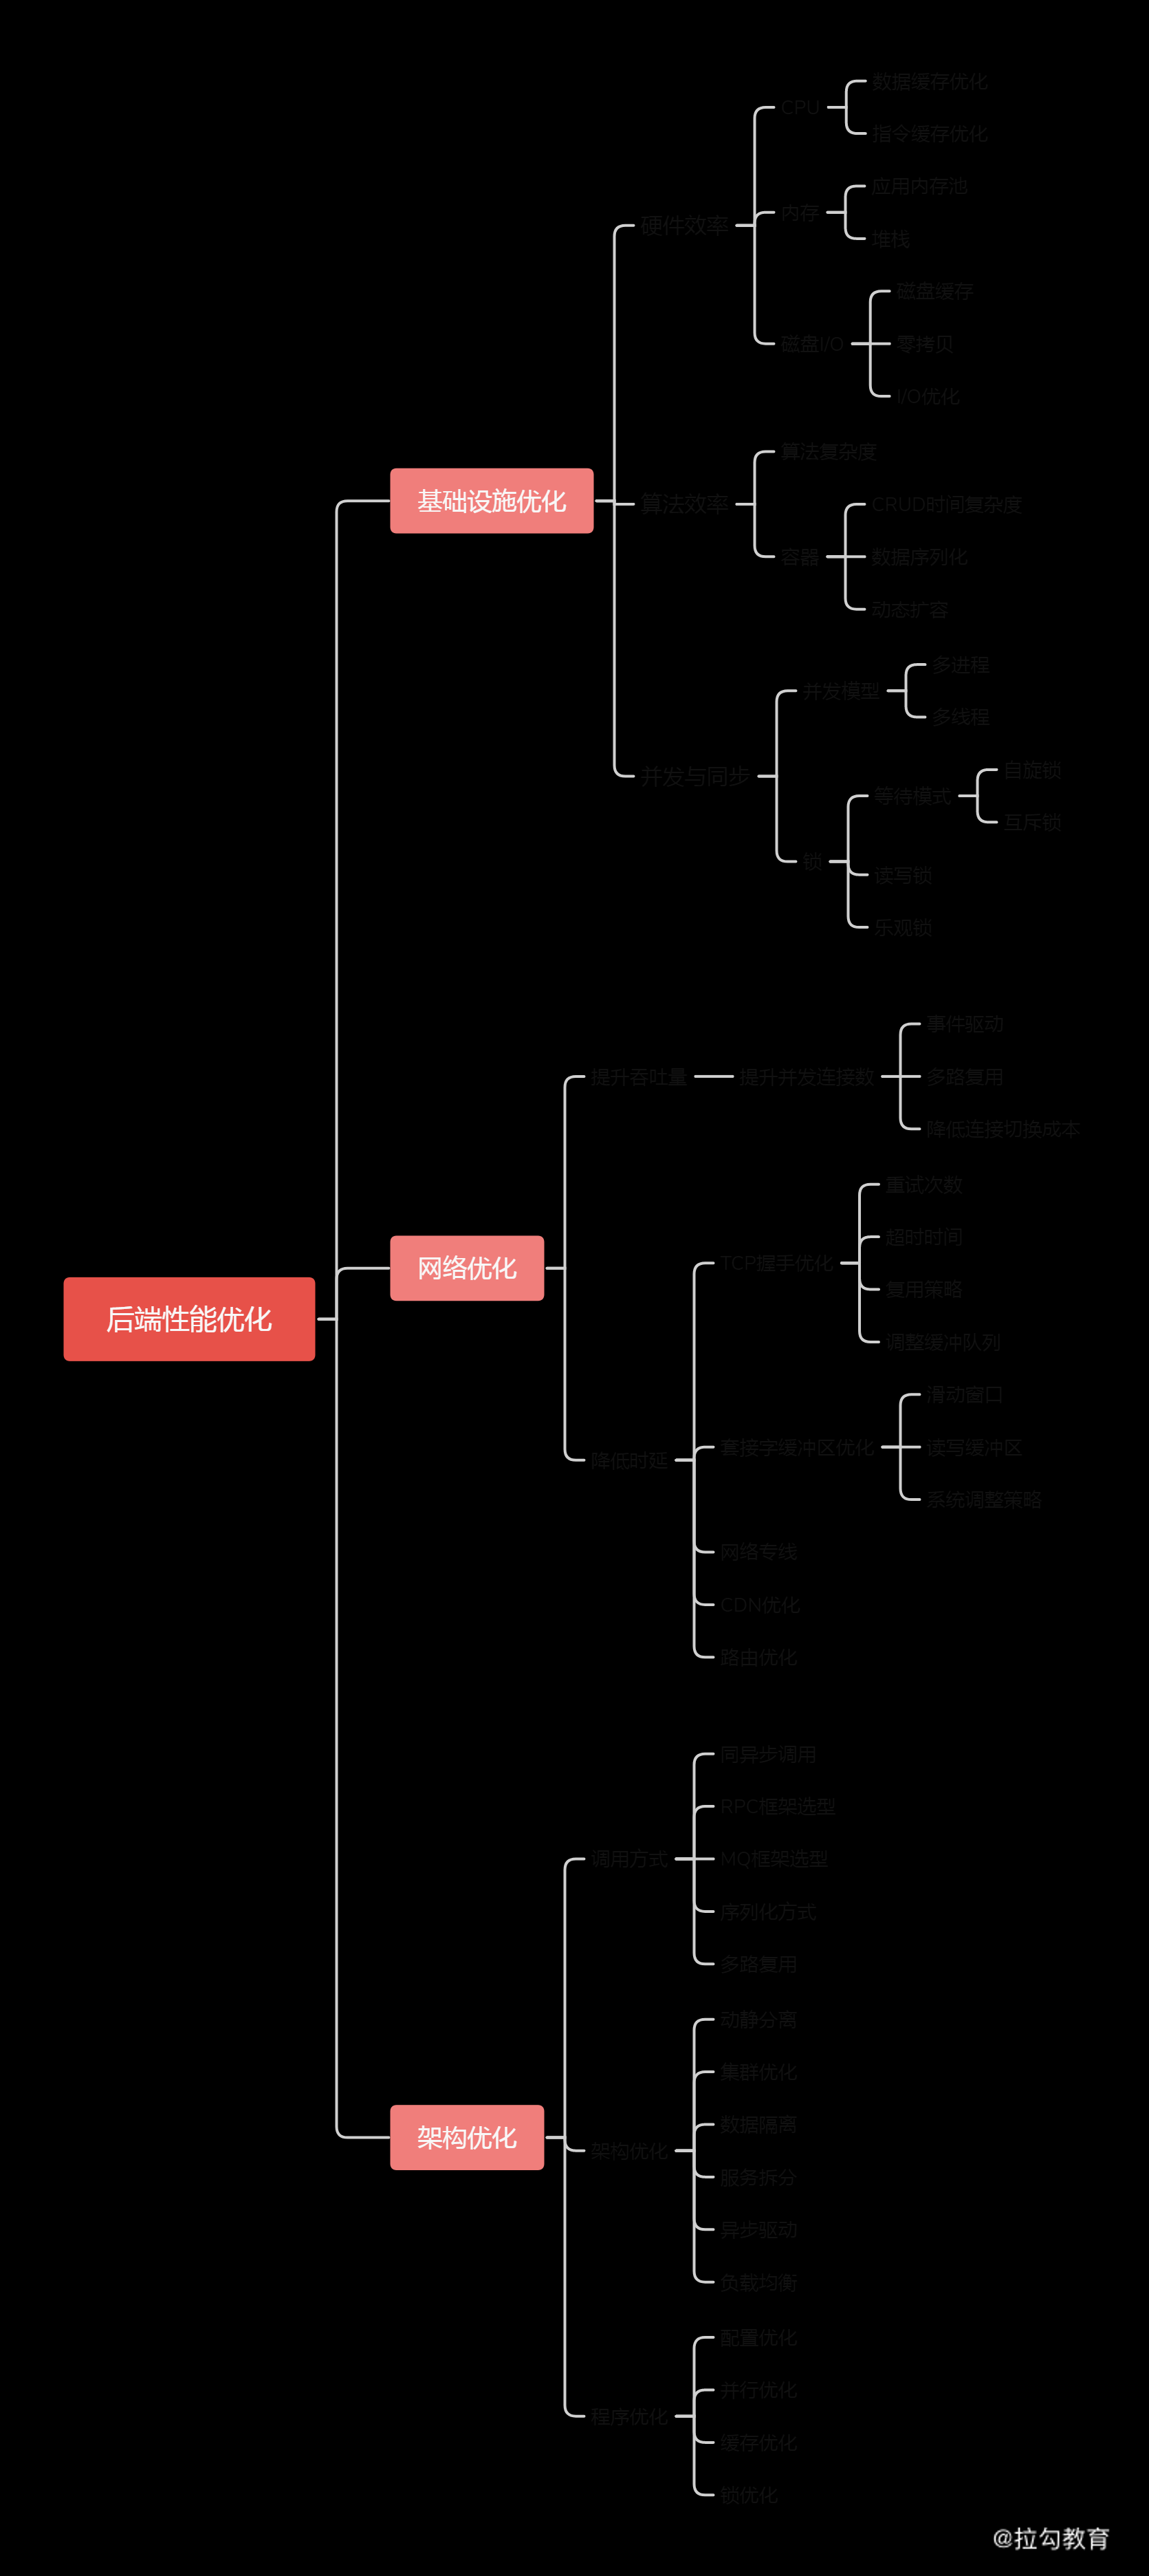 后端性能优化
基础设施优化
硬件效率
CPU
数据缓存优化
指令缓存优化
内存
应用内存池
堆栈
磁盘I/O
磁盘缓存
零拷贝
I/O优化
算法效率
算法复杂度
容器
CRUD时间复杂度
数据序列化
动态扩容
并发与同步
并发模型
多进程
多线程
锁
等待模式
自旋锁
互斥锁
读写锁
乐观锁
网络优化
提升吞吐量
提升并发连接数
事件驱动
多路复用
降低连接切换成本
降低时延
TCP握手优化
重试次数
超时时间
复用策略
调整缓冲队列
套接字缓冲区优化
滑动窗口
读写缓冲区
系统调整策略
网络专线
CDN优化
路由优化
架构优化
调用方式
同异步调用
RPC框架选型
MQ框架选型
序列化方式
多路复用
架构优化
动静分离
集群优化
数据隔离
服务拆分
异步驱动
负载均衡
程序优化
配置优化
并行优化
缓存优化
锁优化
@拉勾教育